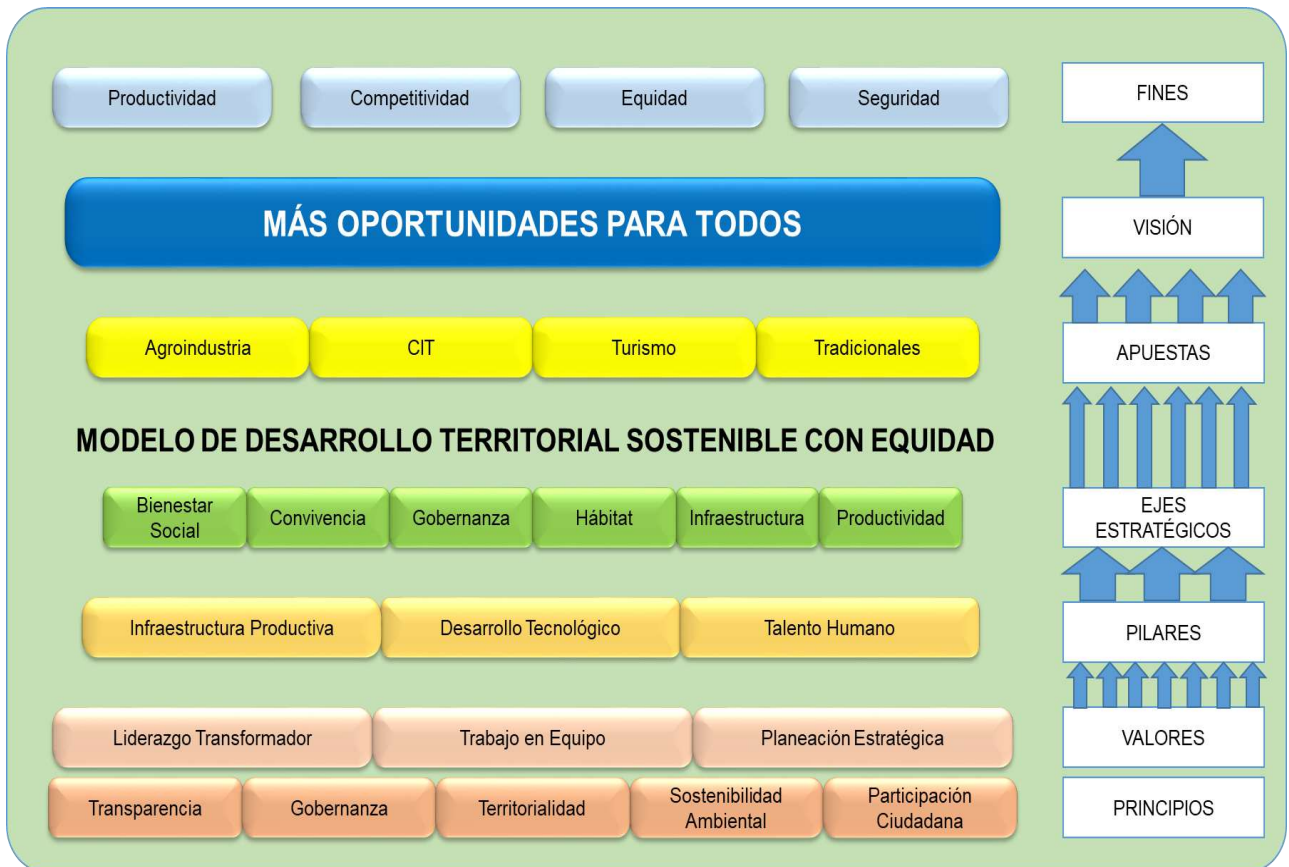 Productividad Competitividad Equidad Seguridad FINES
MÁS OPORTUNIDADES PARA TODOS VISIÓN
Agroindustria CIT Turismo Tradicionales APUESTAS
MODELO DE DESARROLLO TERRITORIAL SOSTENIBLE CON EQUIDAD
Bienestar
Social
Convivencia Gobernanza Hábitat Infraestructura Productividad
EJES
ESTRATÉGICOS
Infraestructura Productiva Desarrollo Tecnológico Talento Humano PILARES
Liderazgo Transformador Trabajo en Equipo Planeación Estratégica VALORES
Transparencia Gobernanza Territorialidad
Sostenibilidad
Ambiental
Participación
Ciudadana
PRINCIPIOS